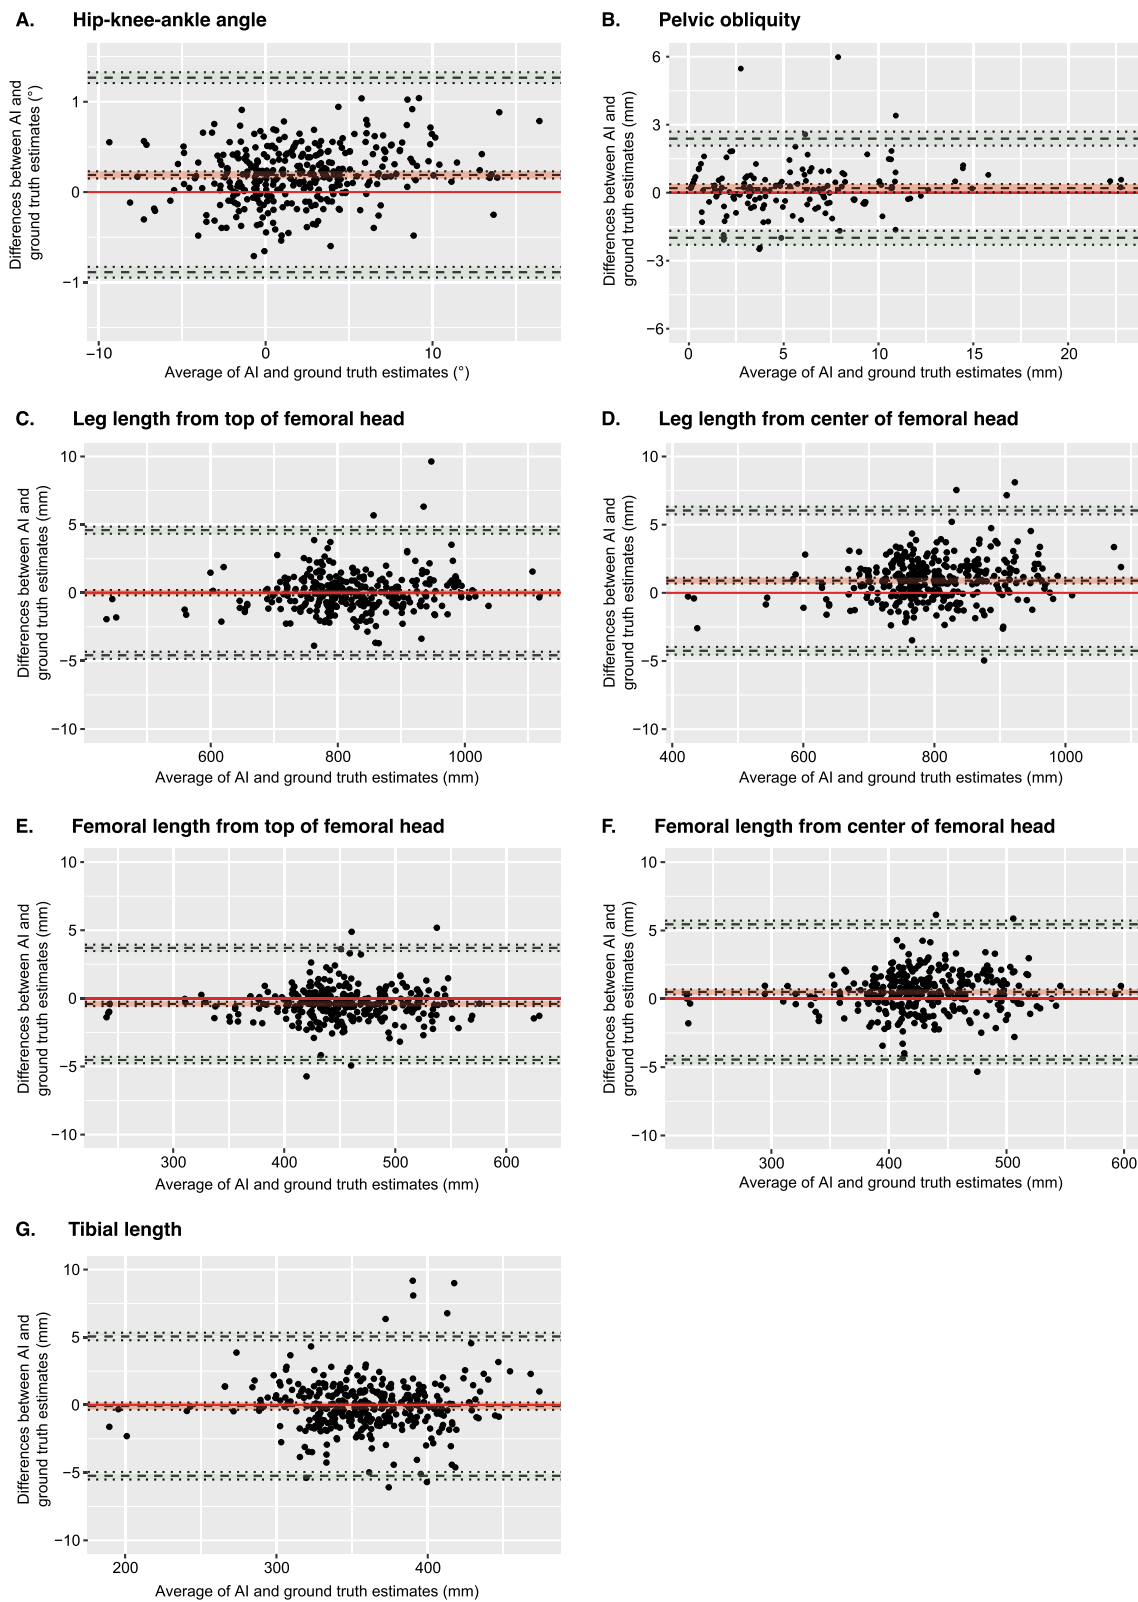 A. Hip-knee-ankle angle
Differences between AI and
ground truth estimates (°)
1
0
−1
−10 0 10
Average of AI and ground truth estimates (°)
B. Pelvic obliquity
Differences between AI and
ground truth estimates (mm)
6
3
0
−3
−6
0 5 10 15 20
Average of AI and ground truth estimates (mm)
C. Leg length from top of femoral head
Differences between AI and
ground truth estimates (mm)
10
5
0
−5
−10
600 800 1000
Average of AI and ground truth estimates (mm)
D. Leg length from center of femoral head
Differences between AI and
ground truth estimates (mm)
10
5
0
−5
−10
400 600 800 1000
Average of AI and ground truth estimates (mm)
E. Femoral length from top of femoral head
Differences between AI and
ground truth estimates (mm)
10
5
0
−5
−10
300 400 500 600
Average of AI and ground truth estimates (mm)
F. Femoral length from center of femoral head
Differences between AI and
ground truth estimates (mm)
10
5
0
−5
−10
300 400 500 600
Average of AI and ground truth estimates (mm)
G. Tibial length
Differences between AI and
ground truth estimates (mm)
10
5
0
−5
−10
200 300 400
Average of AI and ground truth estimates (mm)